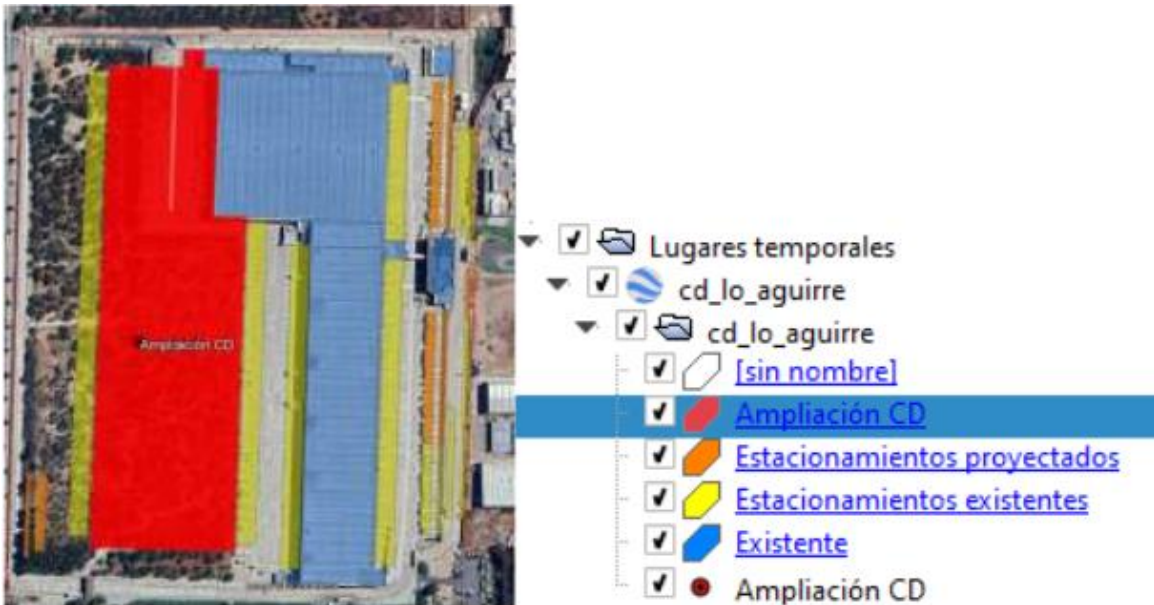 Ampliación CD
Lugares temporales
cd_lo_aguirre
cd_lo_aguirre
[sin nombre]
Ampliación CD
Estacionamientos proyectados
Estacionamientos existentes
Existente
Ampliación CD